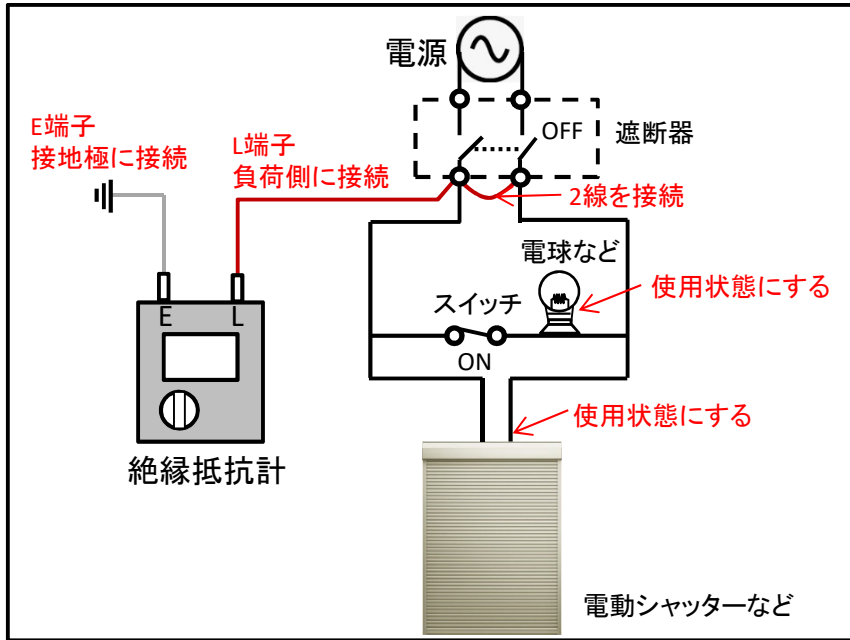 電源
OFF
遮断器
E端子
接地極に接続
L端子
負荷側に接続
2線を接続
電球など
使用状態にする
スイッチ
ON
E
L
使用状態にする
絶縁抵抗計
電動シャッターなど